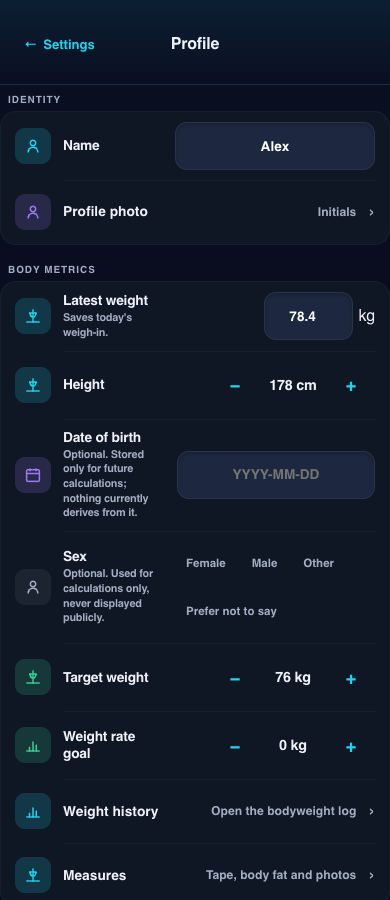 ← Settings
Profile
IDENTITY
Name
Alex
Profile photo
Initials ›
BODY METRICS
Latest weight
Saves today's
weigh-in.
78.4
kg
Height
− 178 cm +
Date of birth
Optional. Stored
only for future
calculations;
nothing currently
derives from it.
YYYY-MM-DD
Sex
Optional. Used for
calculations only,
never displayed
publicly.
Female Male Other
Prefer not to say
Target weight
− 76 kg +
Weight rate
goal
− 0 kg +
Weight history
Open the bodyweight log ›
Measures
Tape, body fat and photos ›